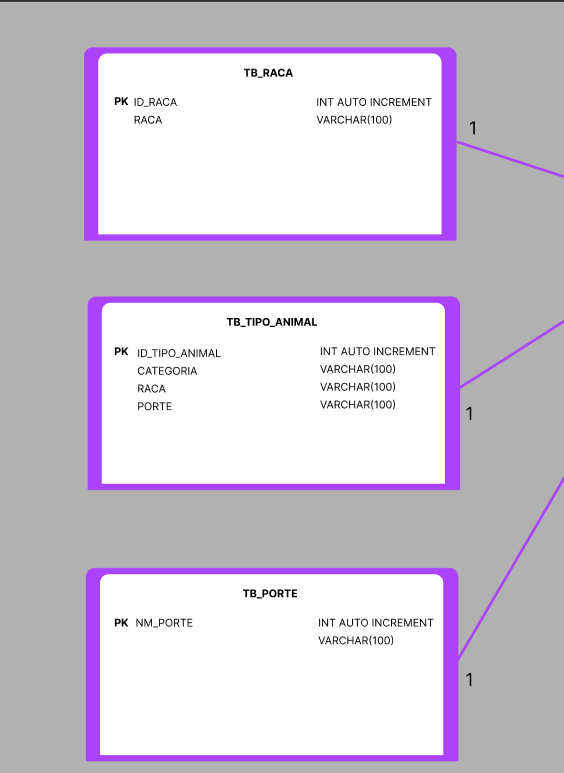 TB_RACA
PK ID_RACA INT AUTO INCREMENT
RACA VARCHAR(100)
1
TB_TIPO_ANIMAL
PK ID_TIPO_ANIMAL INT AUTO INCREMENT
CATEGORIA VARCHAR(100)
RACA VARCHAR(100)
PORTE VARCHAR(100)
1
TB_PORTE
PK NM_PORTE INT AUTO INCREMENT
VARCHAR(100)
1